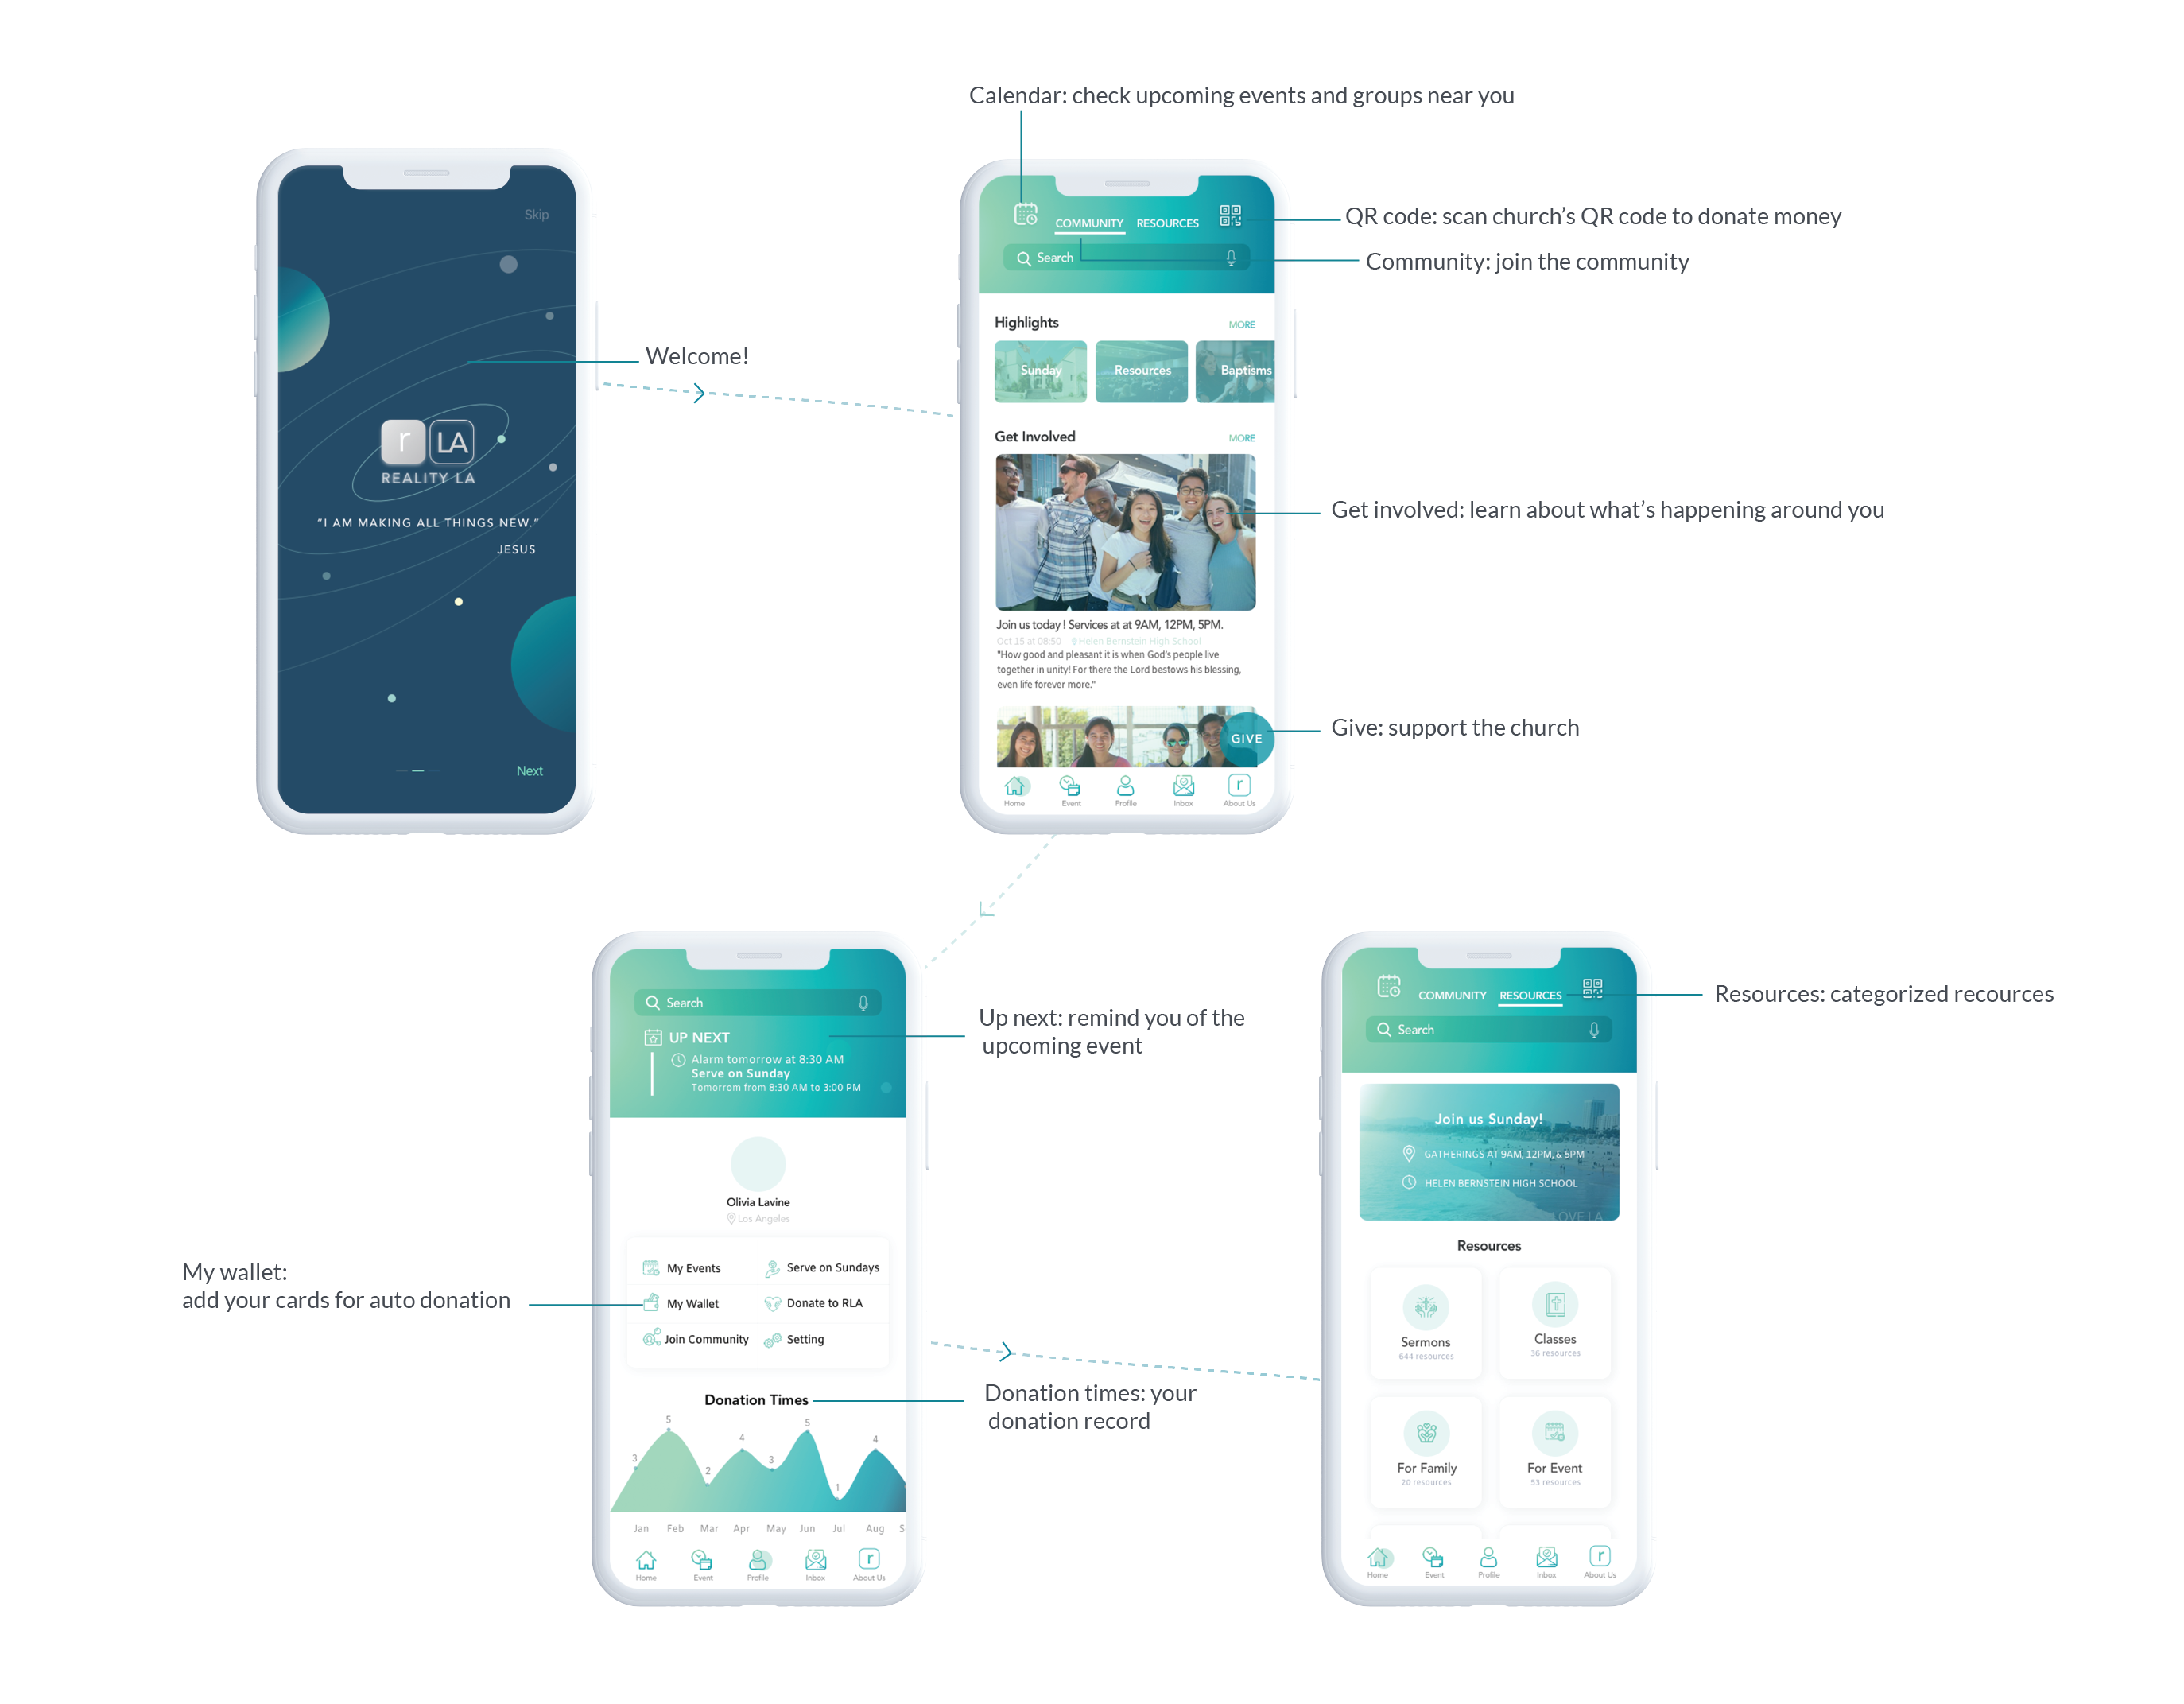 Calendar: check upcoming events and groups near you
Skip
Welcome!
r LA
REALITY LA
“I AM MAKING ALL THINGS NEW.”
JESUS
Next
COMMUNITY RESOURCES
Search
QR code: scan church’s QR code to donate money
Community: join the community
Highlights MORE
Sunday Resources Baptisms
Get Involved MORE
Get involved: learn about what’s happening around you
Join us today ! Services at at 9AM, 12PM, 5PM.
Oct 15 at 08:50 Helen Bernstein High School
“How good and pleasant it is when God’s people live
together in unity! For there the Lord bestows his blessing,
even life forever more.”
GIVE
Give: support the church
Home Event Profile Inbox r About Us
Search
UP NEXT
Alarm tomorrow at 8:30 AM
Serve on Sunday
Tomorrom from 8:30 AM to 3:00 PM
Up next: remind you of the
upcoming event
Olivia Lavine
Los Angeles
My Events Serve on Sundays
My Wallet Donate to RLA
Join Community Setting
My wallet:
add your cards for auto donation
Donation Times
Donation times: your
donation record
3 5 2 4 3 5 1 4
Jan Feb Mar Apr May Jun Jul Aug S
Home Event Profile Inbox r About Us
COMMUNITY RESOURCES
Resources: categorized recources
Search
Join us Sunday!
GATHERINGS AT 9AM, 12PM, & 5PM
HELEN BERNSTEIN HIGH SCHOOL
OVE LA
Resources
Sermons
644 resources
Classes
36 resources
For Family
20 resources
For Event
53 resources
Home Event Profile Inbox r About Us